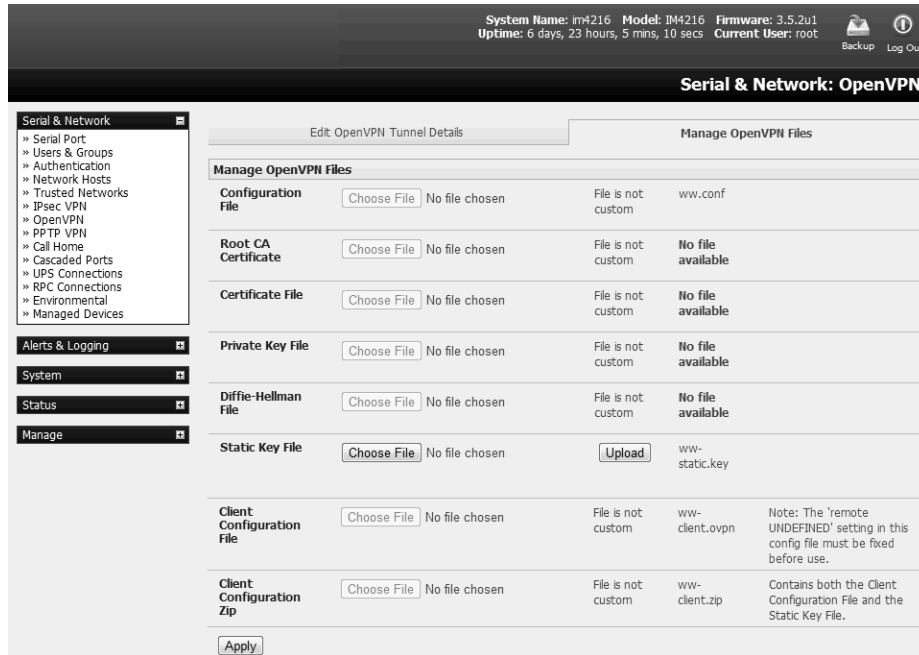 System Name: im4216 Model: IM4216 Firmware: 3.5.2u1
Uptime: 6 days, 23 hours, 5 mins, 10 secs Current User: root
Backup
Log Ou
Serial & Network: OpenVPN
Serial & Network
» Serial Port
» Users & Groups
» Authentication
» Network Hosts
» Trusted Networks
» IPsec VPN
» OpenVPN
» PPTP VPN
» Call Home
» Cascaded Ports
» UPS Connections
» RPC Connections
» Environmental
» Managed Devices
Alerts & Logging
System
Status
Manage
Edit OpenVPN Tunnel Details
Manage OpenVPN Files
Manage OpenVPN Files
Configuration
File
Choose File No file chosen
File is not
custom
ww.conf
Root CA
Certificate
Choose File No file chosen
File is not
custom
No file
available
Certificate File
Choose File No file chosen
File is not
custom
No file
available
Private Key File
Choose File No file chosen
File is not
custom
No file
available
Diffie-Hellman
File
Choose File No file chosen
File is not
custom
No file
available
Static Key File
Choose File No file chosen
Upload
ww-
static.key
Client
Configuration
File
Choose File No file chosen
File is not
custom
ww-
client.ovpn
Note: The 'remote
UNDEFINED' setting in this
config file must be fixed
before use.
Client
Configuration
Zip
Choose File No file chosen
File is not
custom
ww-
client.zip
Contains both the Client
Configuration File and the
Static Key File.
Apply